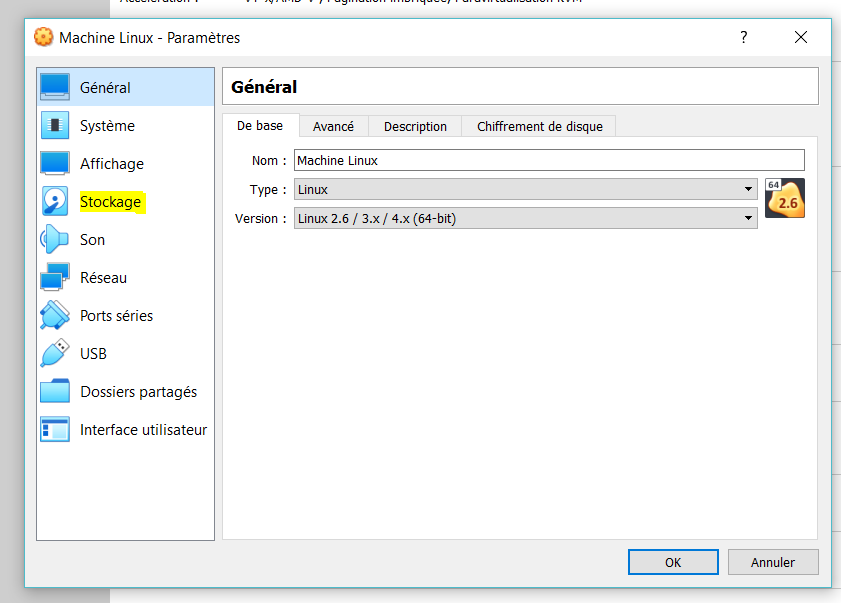 Machine Linux - Paramètres
?
Général
Système
Affichage
Stockage
Son
Réseau
Ports séries
USB
Dossiers partagés
Interface utilisateur
Général
De base Avancé Description Chiffrement de disque
Nom : Machine Linux
Type : Linux
Version : Linux 2.6 / 3.x / 4.x (64-bit)
64
2.6
OK Annuler